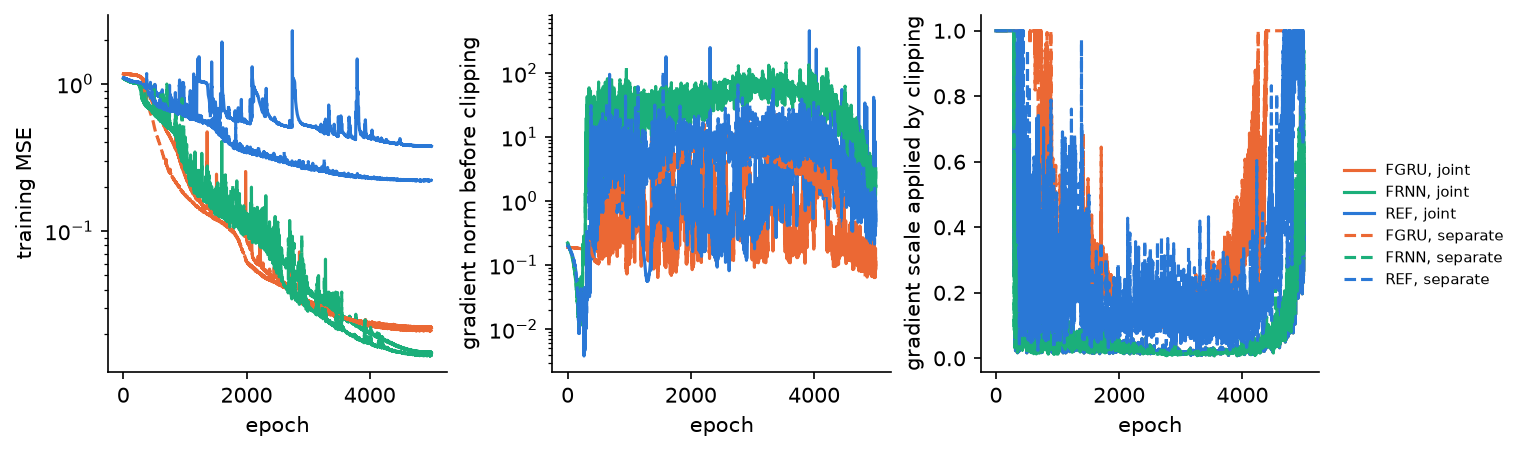 training MSE
10⁰
10⁻¹
0
2000
4000
epoch
gradient norm before clipping
10²
10¹
10⁰
10⁻¹
10⁻²
0
2000
4000
epoch
gradient scale applied by clipping
1.0
0.8
0.6
0.4
0.2
0.0
0
2000
4000
epoch
FGRU, joint
FRNN, joint
REF, joint
FGRU, separate
FRNN, separate
REF, separate